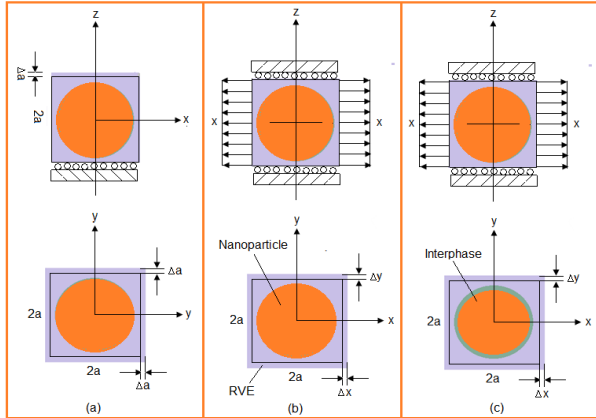 z
Δa
2a
x
y
Δa
2a
y
2a
Δa
(a)
z
x
x
y
Nanoparticle
Δy
2a
x
2a
RVE
Δx
(b)
z
x
x
y
Interphase
Δy
2a
x
2a
Δx
(c)